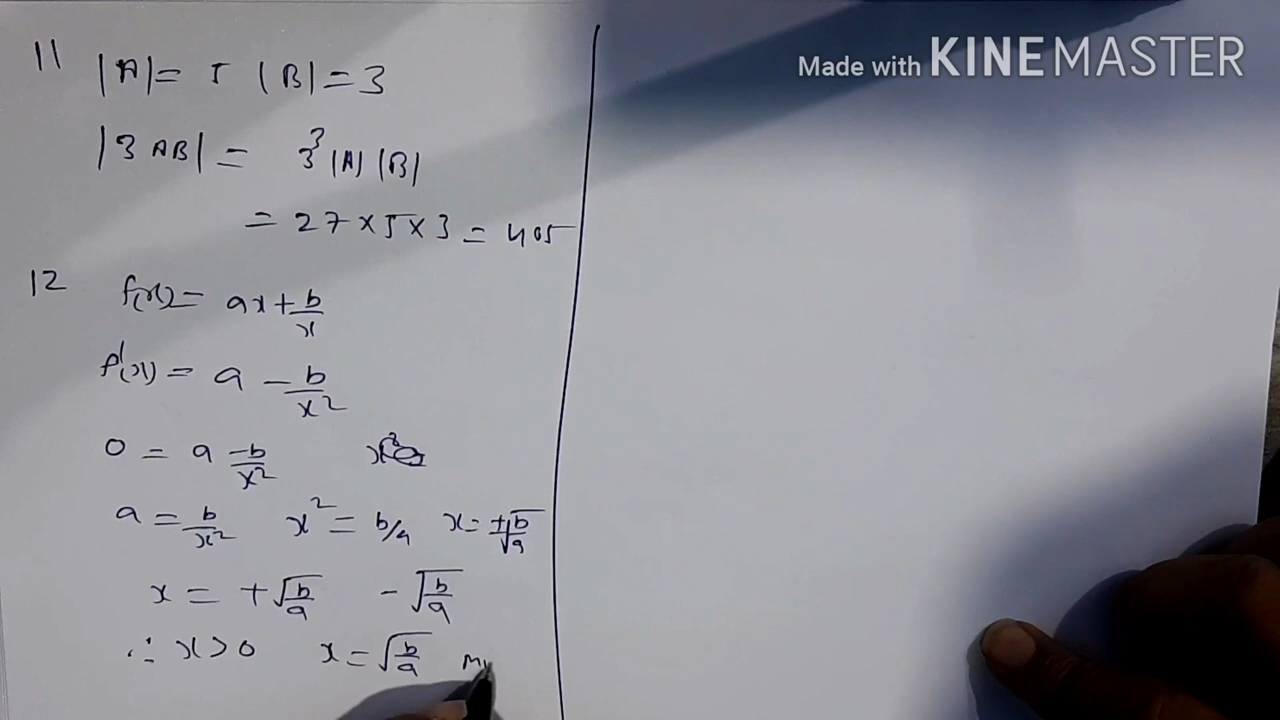 11 |A| = 5 |B| = 3
Made with KINEMASTER
|3 AB| = 3³ |A| |B|
= 27 × 5 × 3 = 405
12 f(x) = ax + b/x
f'(x) = a - b/x²
0 = a - b/x²
a = b/x² x² = b/a x = ±√b/a
x = +√b/a -√b/a
∴ x > 0 x = √b/a